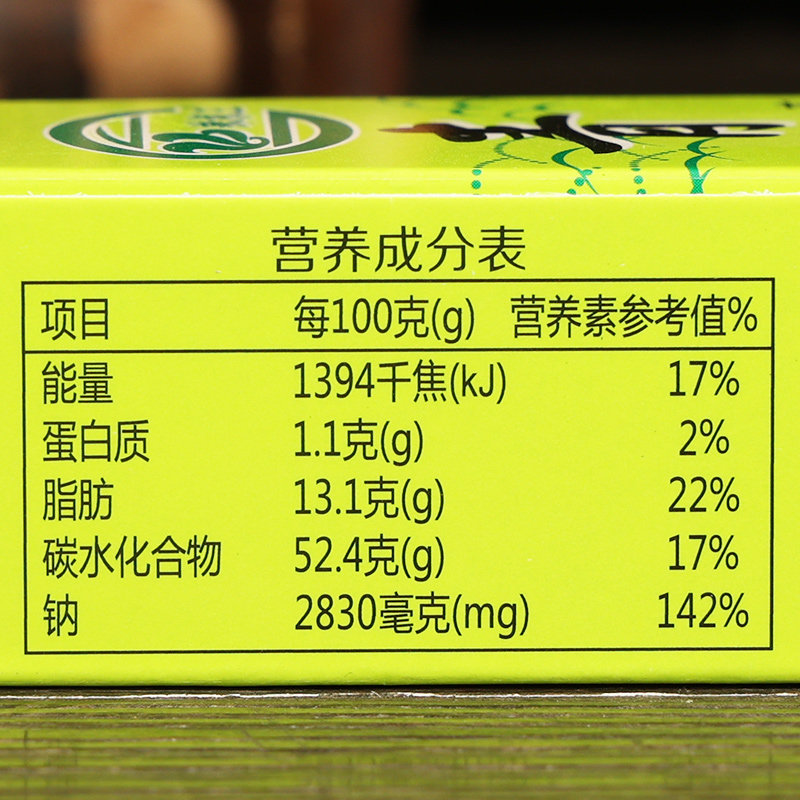 营养成分表
项目 每100克(g) 营养素参考值%
能量 1394千焦(kJ) 17%
蛋白质 1.1克(g) 2%
脂肪 13.1克(g) 22%
碳水化合物 52.4克(g) 17%
钠 2830毫克(mg) 142%